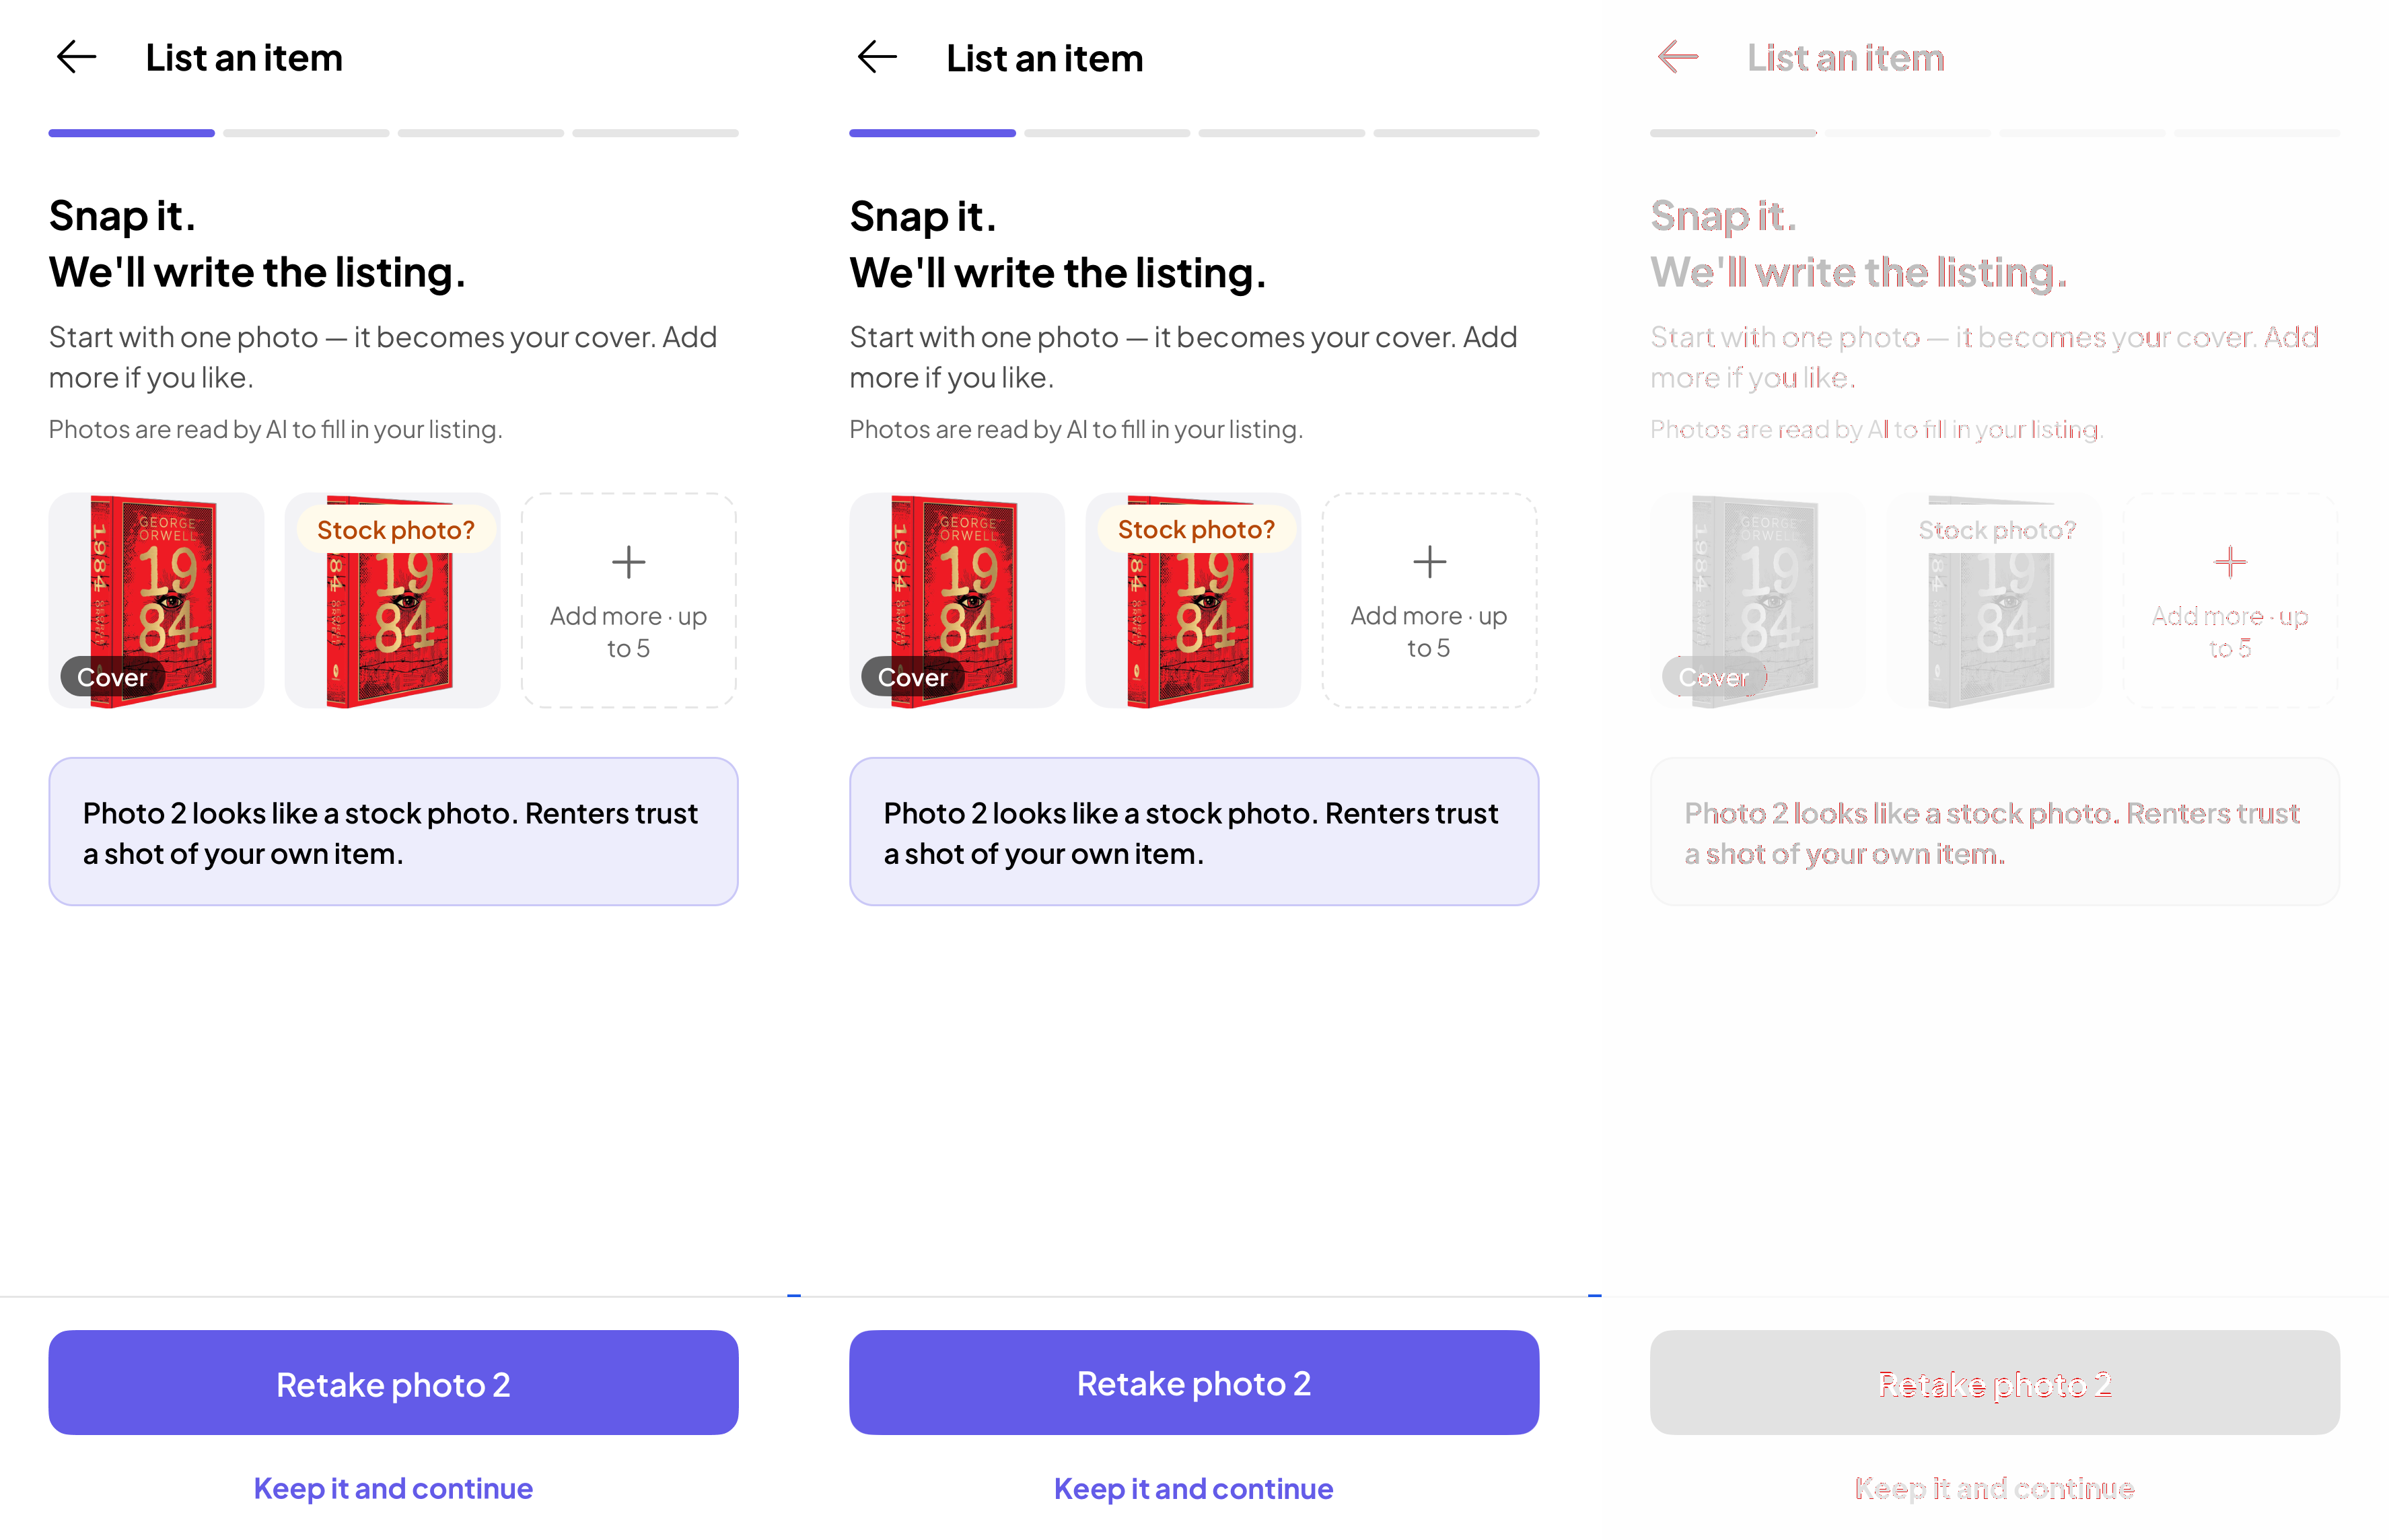 List an item
Snap it.
We'll write the listing.
Start with one photo — it becomes your cover. Add
more if you like.
Photos are read by AI to fill in your listing.
1984
GEORGE
ORWELL
19
84
Cover
Stock photo?
84
19
84
Add more · up
to 5
Photo 2 looks like a stock photo. Renters trust
a shot of your own item.
Retake photo 2
Keep it and continue
List an item
Snap it.
We'll write the listing.
Start with one photo — it becomes your cover. Add
more if you like.
Photos are read by AI to fill in your listing.
1984
GEORGE
ORWELL
19
84
Cover
Stock photo?
84
19
84
Add more · up
to 5
Photo 2 looks like a stock photo. Renters trust
a shot of your own item.
Retake photo 2
Keep it and continue
List an item
Snap it.
We'll write the listing.
Start with one photo — it becomes your cover. Add
more if you like.
Photos are read by AI to fill in your listing.
1984
GEORGE
ORWELL
19
84
Cover
Stock photo?
84
19
84
Add more · up
to 5
Photo 2 looks like a stock photo. Renters trust
a shot of your own item.
Retake photo 2
Keep it and continue